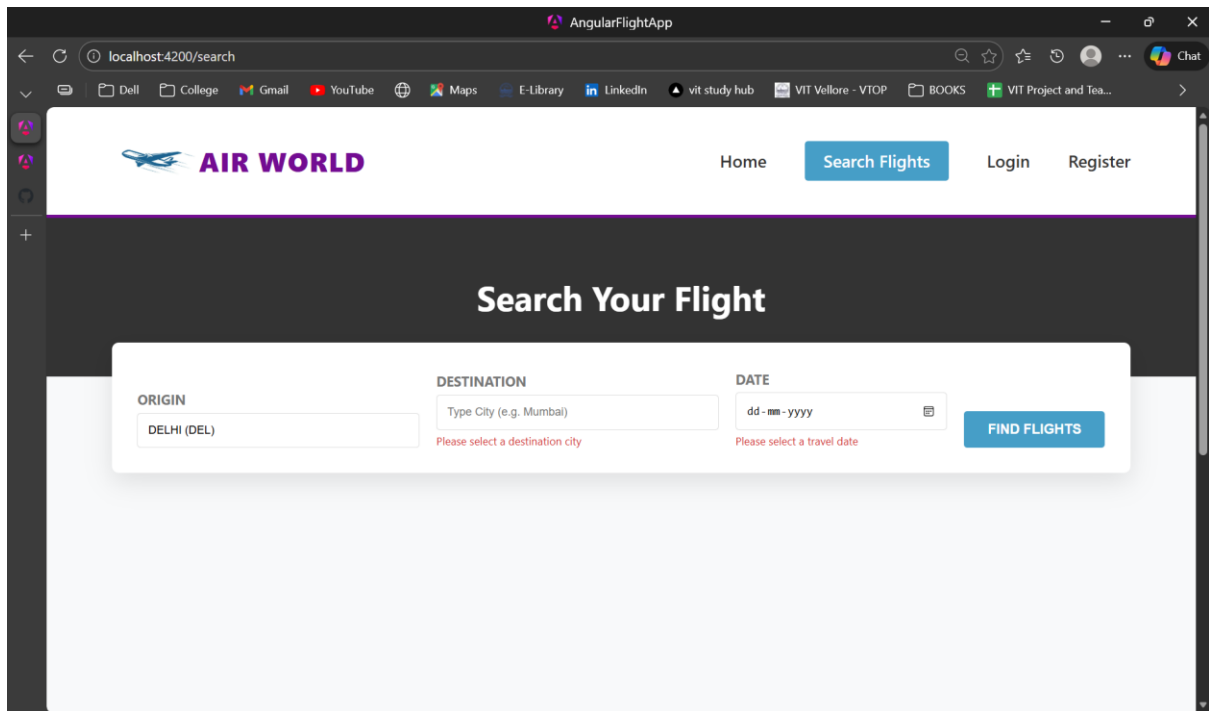 AngularFlightApp
localhost:4200/search
Chat
Dell College Gmail YouTube Maps E-Library in LinkedIn vit study hub VIT Vellore - VTOP BOOKS VIT Project and Tea...
AIR WORLD
Home Search Flights Login Register
Search Your Flight
ORIGIN
DELHI (DEL)
DESTINATION
Type City (e.g. Mumbai)
Please select a destination city
DATE
dd-mm-yyyy
Please select a travel date
FIND FLIGHTS